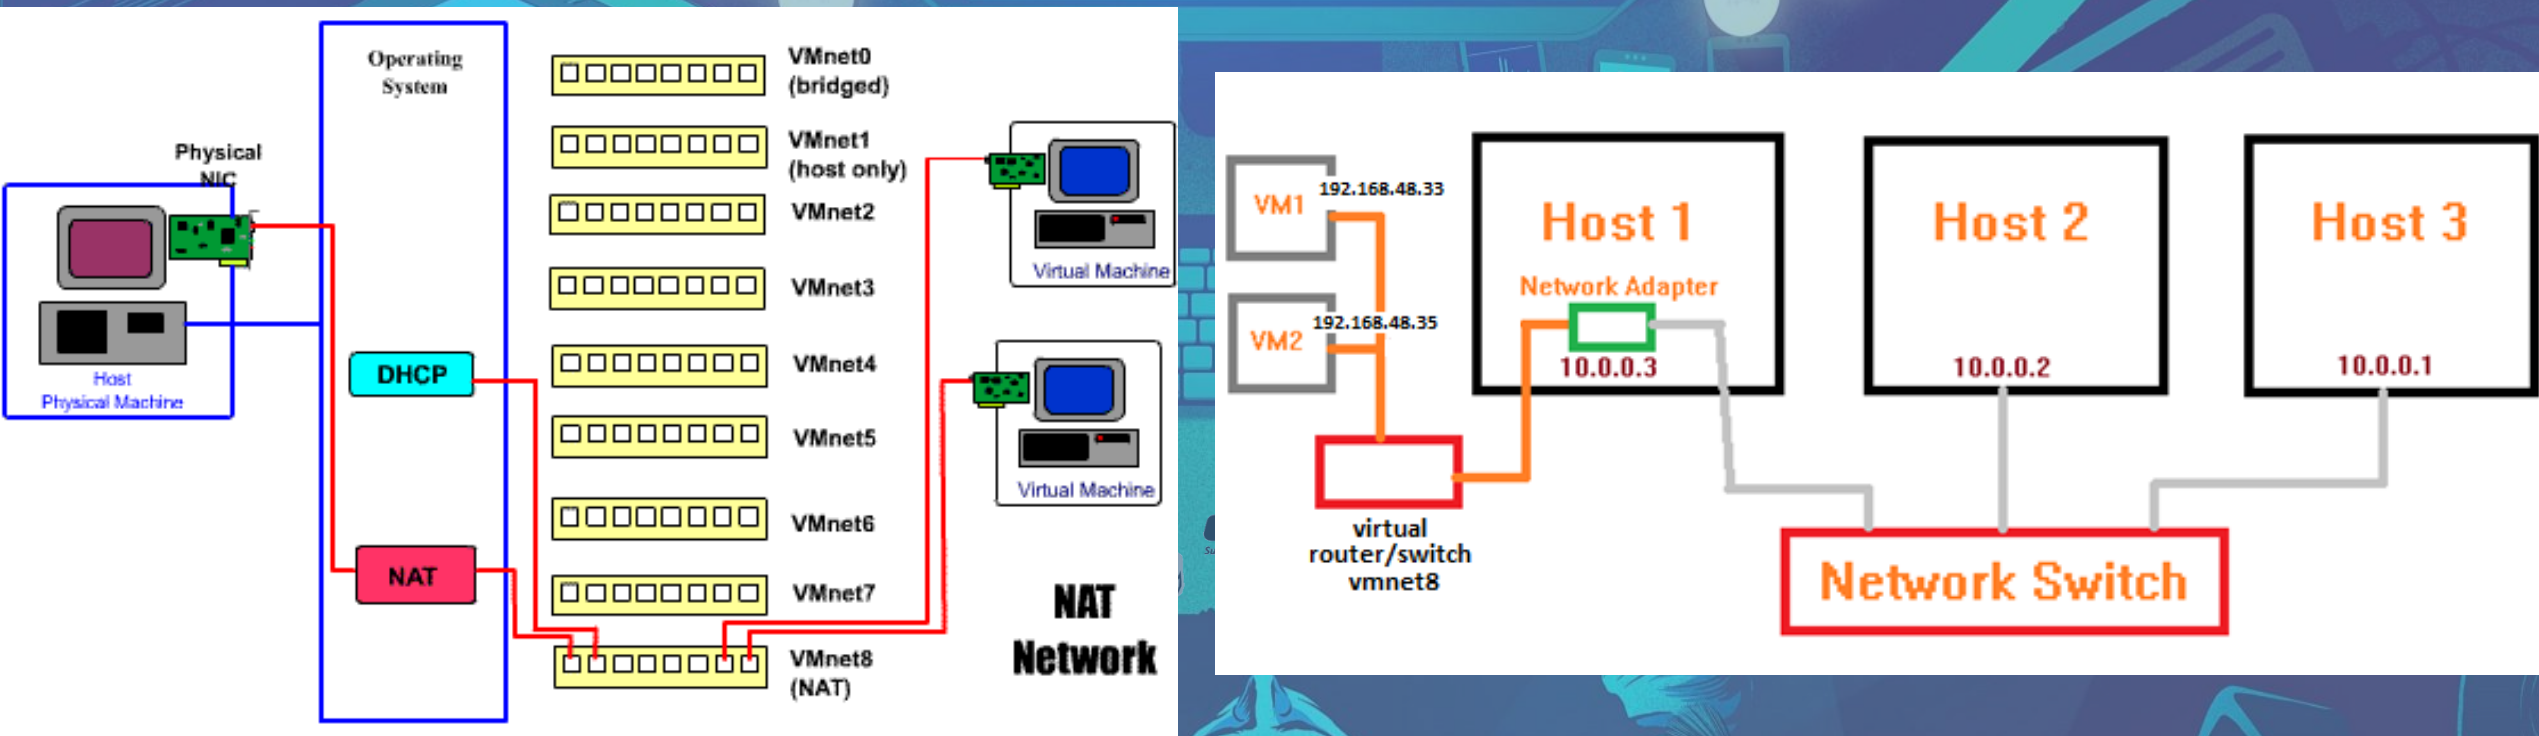 Operating
System
Physical
NIC
Host
Physical Machine
DHCP
NAT
VMnet0
(bridged)
VMnet1
(host only)
VMnet2
VMnet3
VMnet4
VMnet5
VMnet6
VMnet7
VMnet8
(NAT)
Virtual Machine
Virtual Machine
NAT
Network
VM1
192.168.48.33
VM2
192.168.48.35
virtual
router/switch
vmnet8
Host 1
Network Adapter
10.0.0.3
Host 2
10.0.0.2
Host 3
10.0.0.1
Network Switch